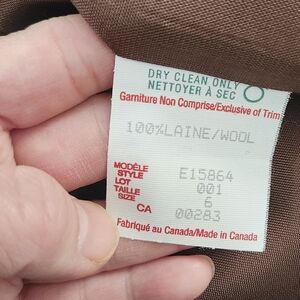 DRY CLEAN ONLY
NETTOYER À SEC
Garniture Non Comprise/Exclusive of Trim
100%LAINE/WOOL
MODÈLE
STYLE E15864
LOT 001
TAILLE
SIZE 6
CA 00283
Fabriqué au Canada/Made in Canada